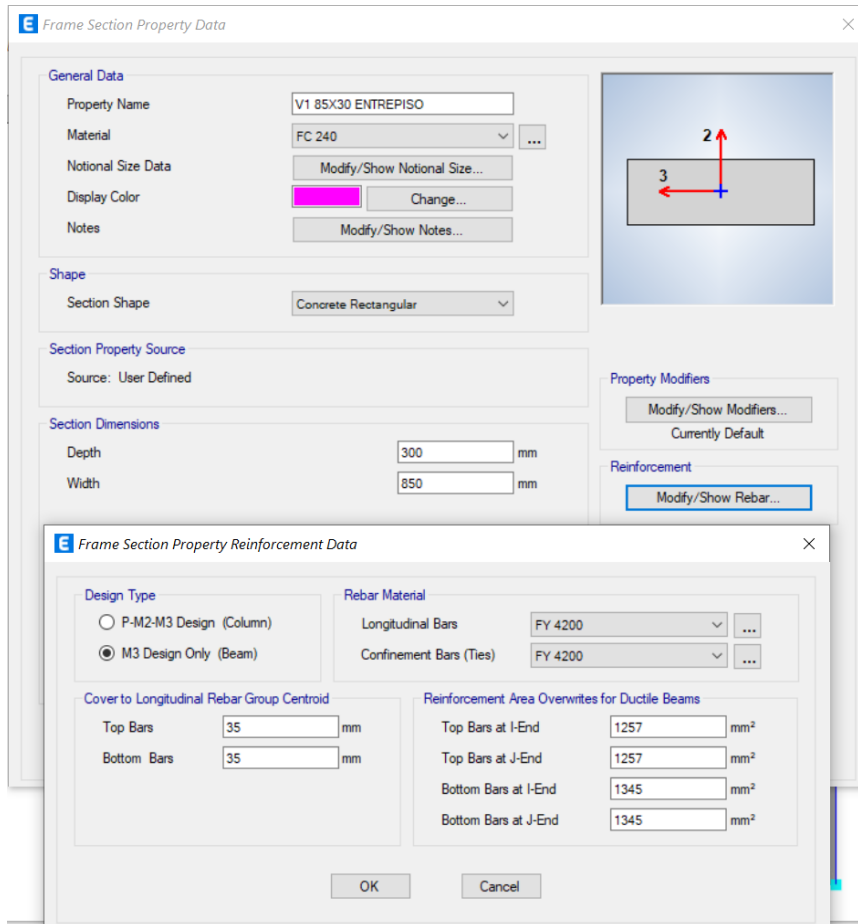 E Frame Section Property Data
General Data
Property Name V1 85X30 ENTREPISO
Material FC 240 ...
Notional Size Data Modify/Show Notional Size...
Display Color Change...
Notes Modify/Show Notes...
2
3
Shape
Section Shape Concrete Rectangular
Section Property Source
Source: User Defined
Section Dimensions
Depth 300 mm
Width 850 mm
Property Modifiers
Modify/Show Modifiers...
Currently Default
Reinforcement
Modify/Show Rebar...
E Frame Section Property Reinforcement Data
Design Type
P-M2-M3 Design (Column)
M3 Design Only (Beam)
Rebar Material
Longitudinal Bars FY 4200 ...
Confinement Bars (Ties) FY 4200 ...
Cover to Longitudinal Rebar Group Centroid
Top Bars 35 mm
Bottom Bars 35 mm
Reinforcement Area Overwrites for Ductile Beams
Top Bars at I-End 1257 mm²
Top Bars at J-End 1257 mm²
Bottom Bars at I-End 1345 mm²
Bottom Bars at J-End 1345 mm²
OK Cancel